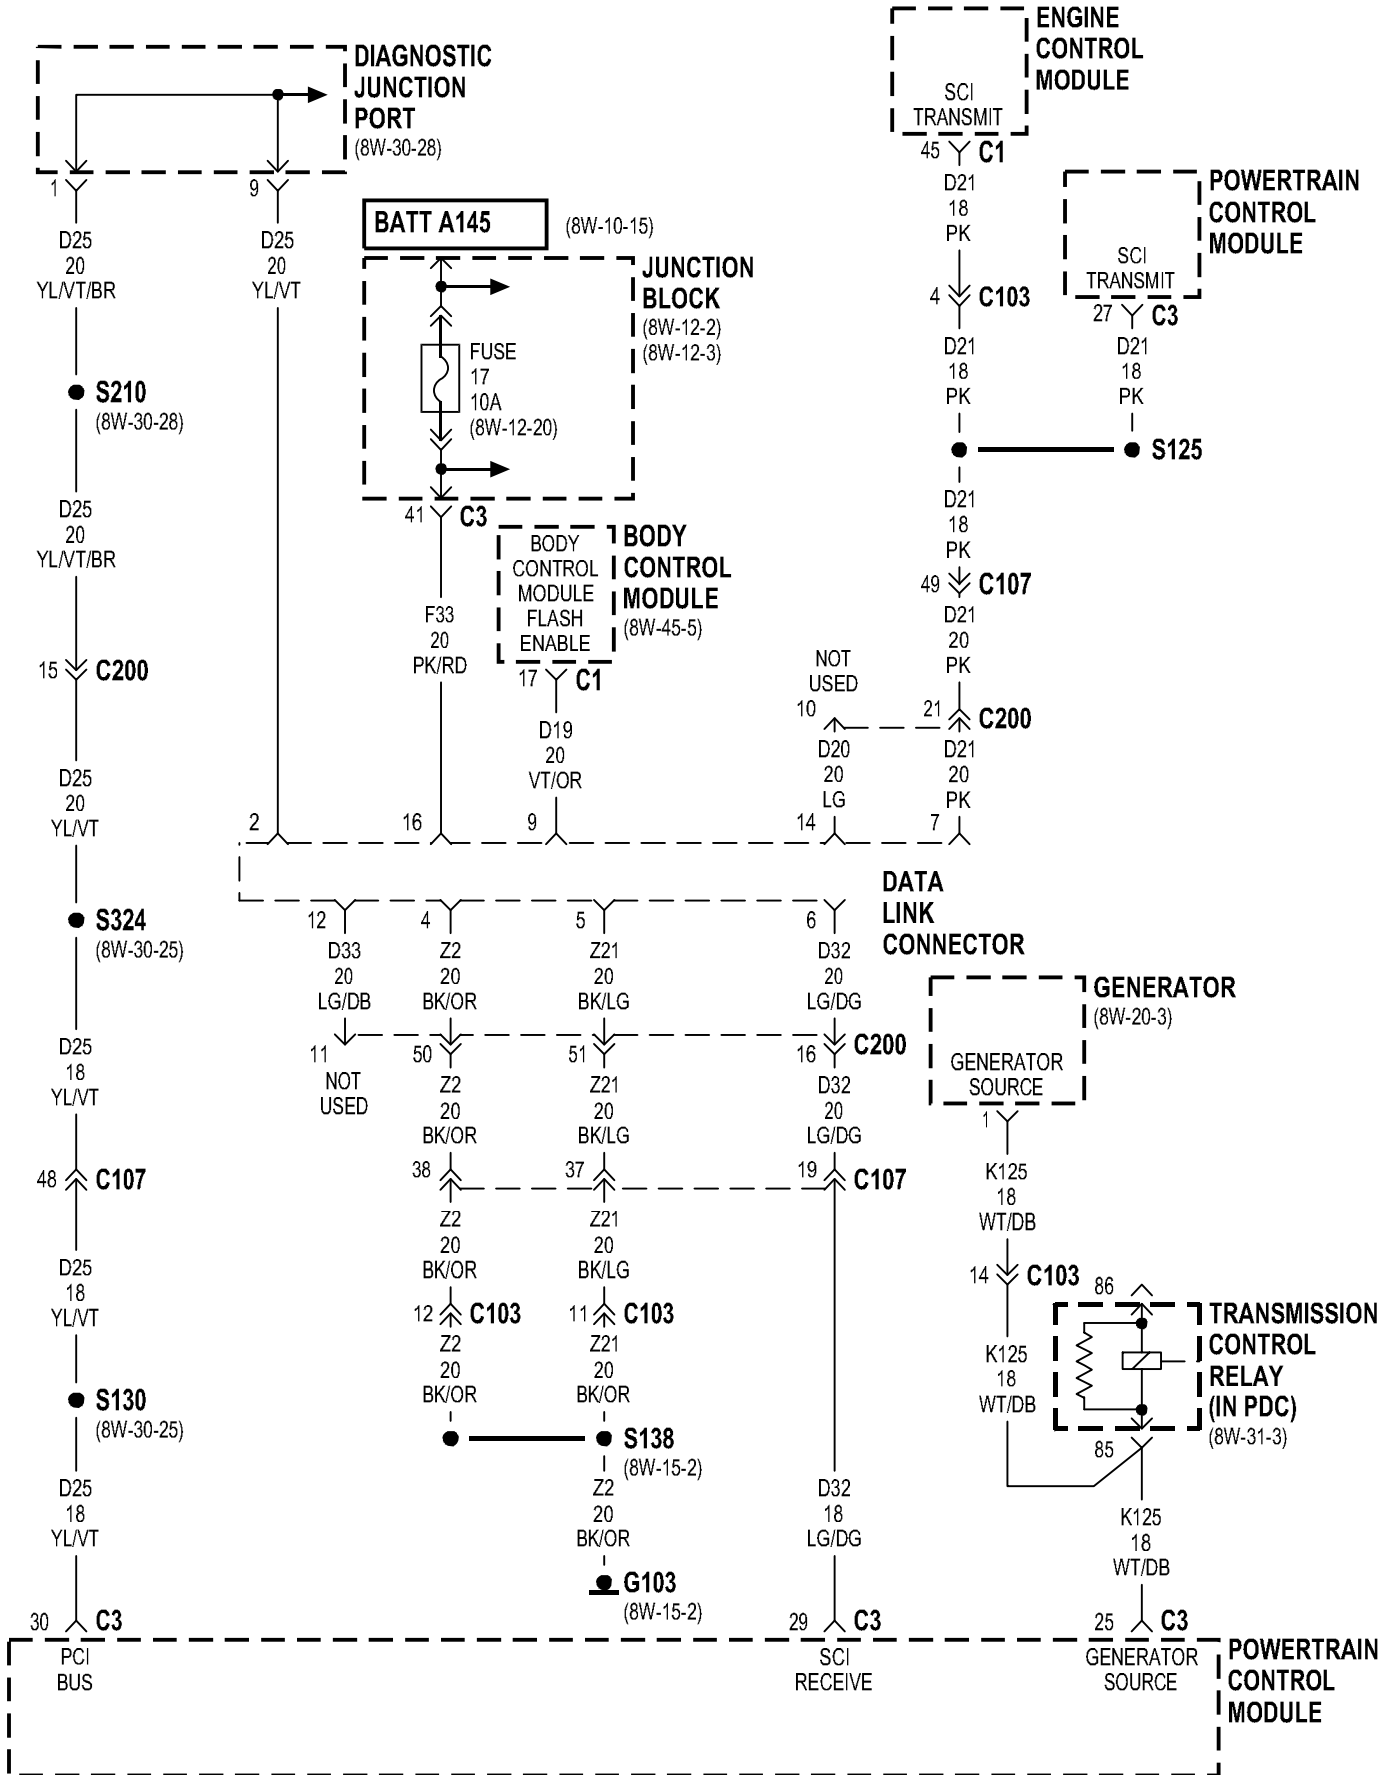 DIAGNOSTIC
JUNCTION
PORT
(8W-30-28)
1
9
D25
20
YL/VT/BR
D25
20
YL/VT
S210
(8W-30-28)
D25
20
YL/VT/BR
15
C200
D25
20
YL/VT
S324
(8W-30-25)
D25
18
YL/VT
48
C107
D25
18
YL/VT
S130
(8W-30-25)
D25
18
YL/VT
30
C3
PCI
BUS
BATT A145
(8W-10-15)
JUNCTION
BLOCK
(8W-12-2)
(8W-12-3)
FUSE
17
10A
(8W-12-20)
41
C3
F33
20
PK/RD
BODY
CONTROL
MODULE
FLASH
ENABLE
BODY
CONTROL
MODULE
(8W-45-5)
17
C1
D19
20
VT/OR
ENGINE
CONTROL
MODULE
SCI
TRANSMIT
45
C1
D21
18
PK
4
C103
D21
18
PK
POWERTRAIN
CONTROL
MODULE
SCI
TRANSMIT
27
C3
D21
18
PK
S125
D21
18
PK
49
C107
D21
20
PK
NOT
USED
10
21
C200
D20
20
LG
D21
20
PK
2
16
9
14
7
DATA
LINK
CONNECTOR
12
4
5
6
D33
20
LG/DB
Z2
20
BK/OR
Z21
20
BK/LG
D32
20
LG/DG
11
50
51
16
C200
NOT
USED
Z2
20
BK/OR
Z21
20
BK/LG
D32
20
LG/DG
38
37
19
C107
Z2
20
BK/OR
Z21
20
BK/LG
12
C103
11
C103
Z2
20
BK/OR
Z21
20
BK/OR
S138
(8W-15-2)
Z2
20
BK/OR
G103
(8W-15-2)
D32
18
LG/DG
29
C3
SCI
RECEIVE
GENERATOR
(8W-20-3)
GENERATOR
SOURCE
1
K125
18
WT/DB
14
C103
K125
18
WT/DB
86
TRANSMISSION
CONTROL
RELAY
(IN PDC)
(8W-31-3)
85
K125
18
WT/DB
25
C3
GENERATOR
SOURCE
POWERTRAIN
CONTROL
MODULE